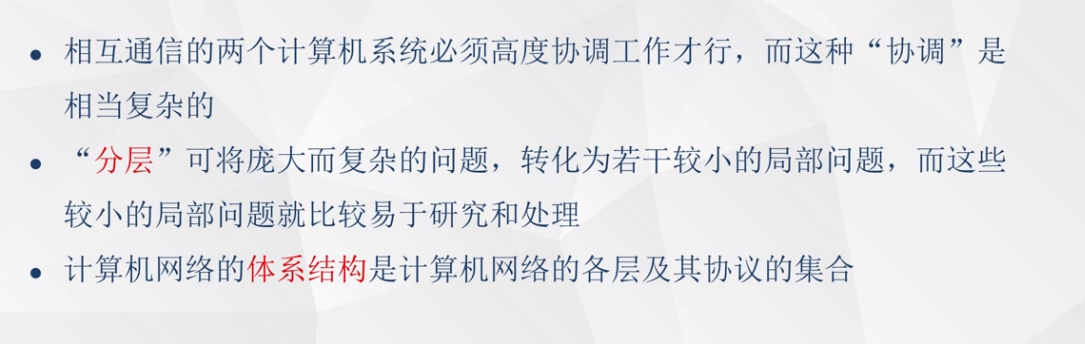 • 相互通信的两个计算机系统必须高度协调工作才行，而这种“协调”是
相当复杂的
• “分层”可将庞大而复杂的问题，转化为若干较小的局部问题，而这些
较小的局部问题就比较易于研究和处理
• 计算机网络的体系结构是计算机网络的各层及其协议的集合